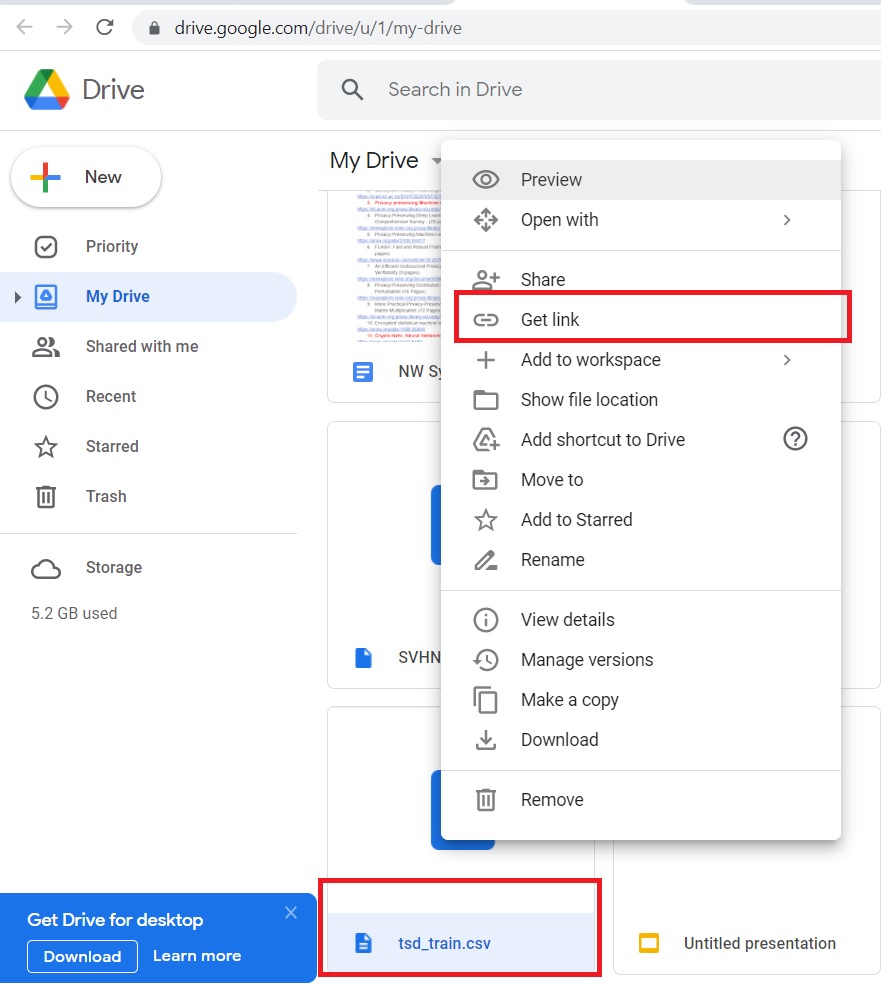 drive.google.com/drive/u/1/my-drive
Drive
Search in Drive
New
Priority
My Drive
Shared with me
Recent
Starred
Trash
Storage
5.2 GB used
Get Drive for desktop
Download
Learn more
My Drive
NW Sy
SVHN
tsd_train.csv
Untitled presentation
Preview
Open with
Share
Get link
Add to workspace
Show file location
Add shortcut to Drive
Move to
Add to Starred
Rename
View details
Manage versions
Make a copy
Download
Remove